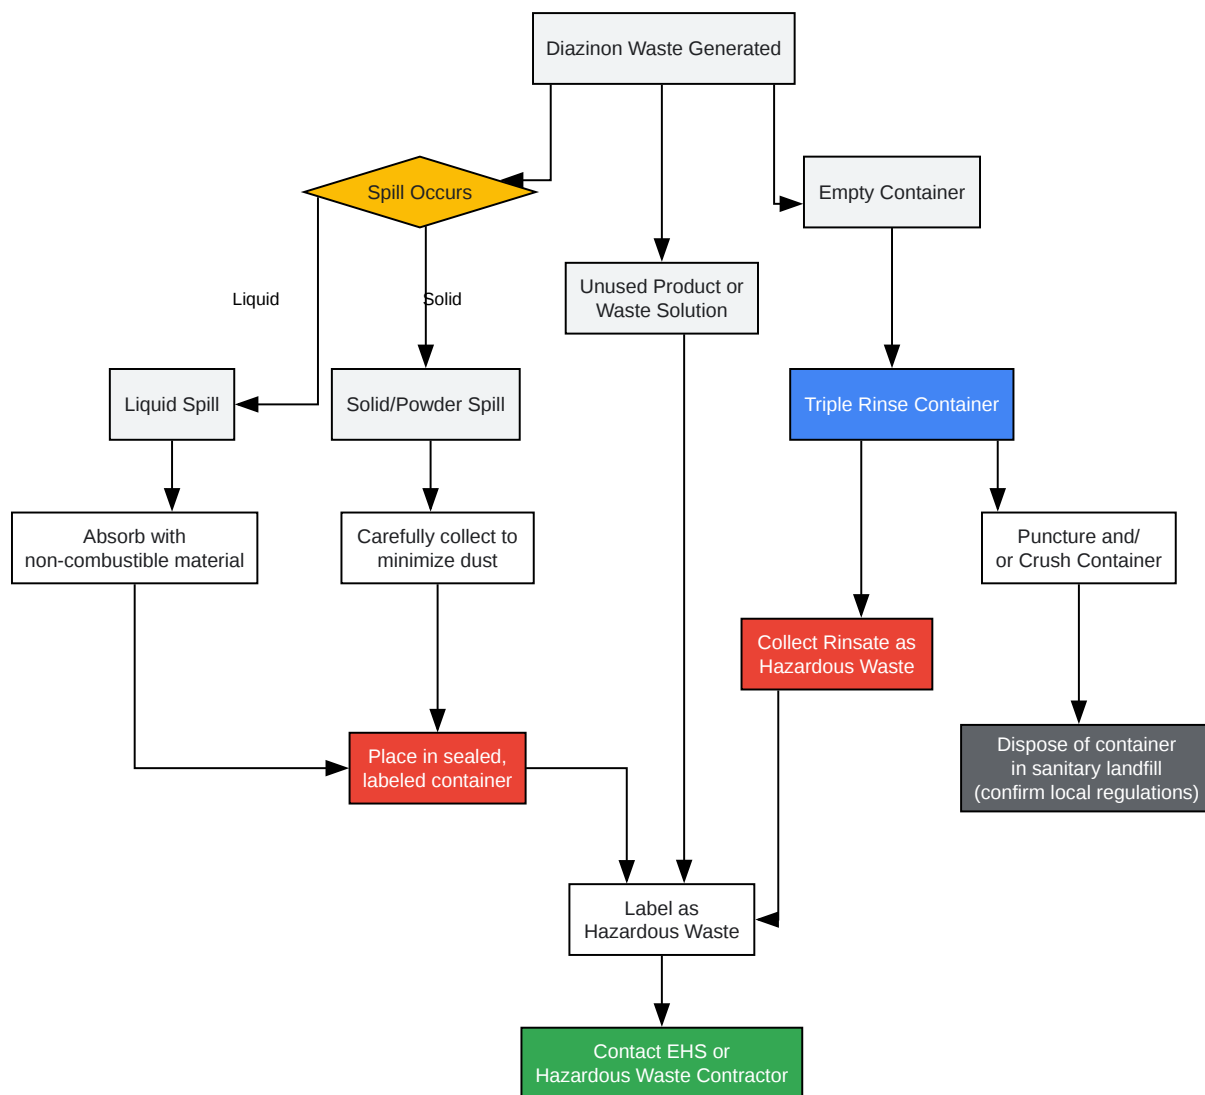 Diazinon Waste Generated
Spill Occurs
Empty Container
Unused Product or
Waste Solution
Liquid
Solid
Liquid Spill
Solid/Powder Spill
Triple Rinse Container
Absorb with
non-combustible material
Carefully collect to
minimize dust
Puncture and/
or Crush Container
Collect Rinsate as
Hazardous Waste
Place in sealed,
labeled container
Dispose of container
in sanitary landfill
(confirm local regulations)
Label as
Hazardous Waste
Contact EHS or
Hazardous Waste Contractor